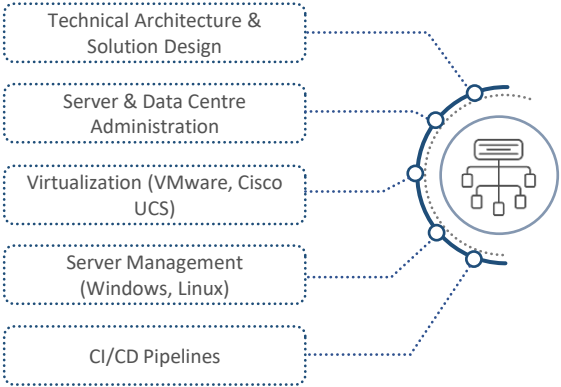 Technical Architecture &
Solution Design
Server & Data Centre
Administration
Virtualization (VMware, Cisco
UCS)
Server Management
(Windows, Linux)
CI/CD Pipelines